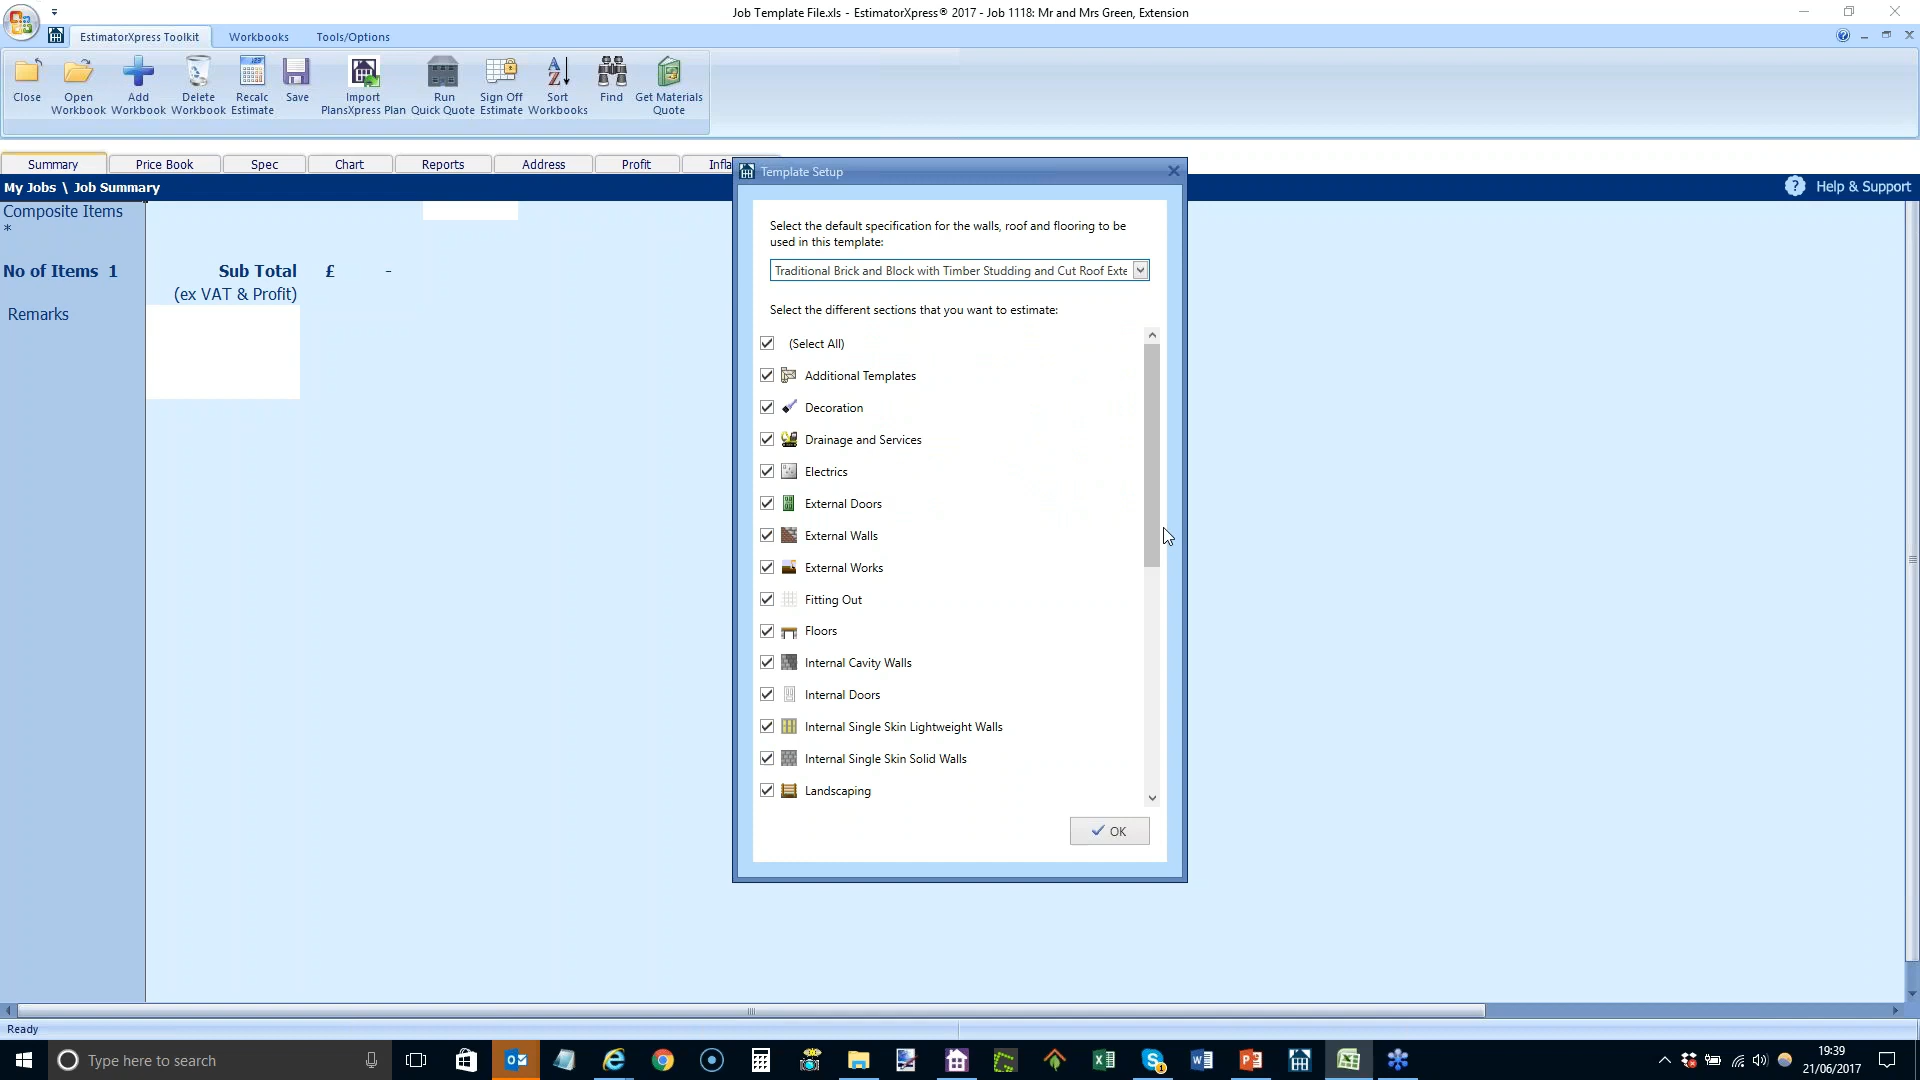 Job Template File.xls - EstimatorXpress® 2017 - Job 1118: Mr and Mrs Green, Extension
EstimatorXpress Toolkit Workbooks Tools/Options
Close
Open Workbook
Add Workbook
Delete Workbook
Recalc Estimate
Save
Import PlansXpress Plan
Run Quick Quote
Sign Off Estimate
Sort Workbooks
Find
Get Materials Quote
Summary Price Book Spec Chart Reports Address Profit Infla
My Jobs \ Job Summary
? Help & Support
Composite Items
*
No of Items 1 Sub Total £ -
(ex VAT & Profit)
Remarks
Template Setup
Select the default specification for the walls, roof and flooring to be
used in this template:
Traditional Brick and Block with Timber Studding and Cut Roof Exte
Select the different sections that you want to estimate:
(Select All)
Additional Templates
Decoration
Drainage and Services
Electrics
External Doors
External Walls
External Works
Fitting Out
Floors
Internal Cavity Walls
Internal Doors
Internal Single Skin Lightweight Walls
Internal Single Skin Solid Walls
Landscaping
OK
Ready
Type here to search
19:39
21/06/2017